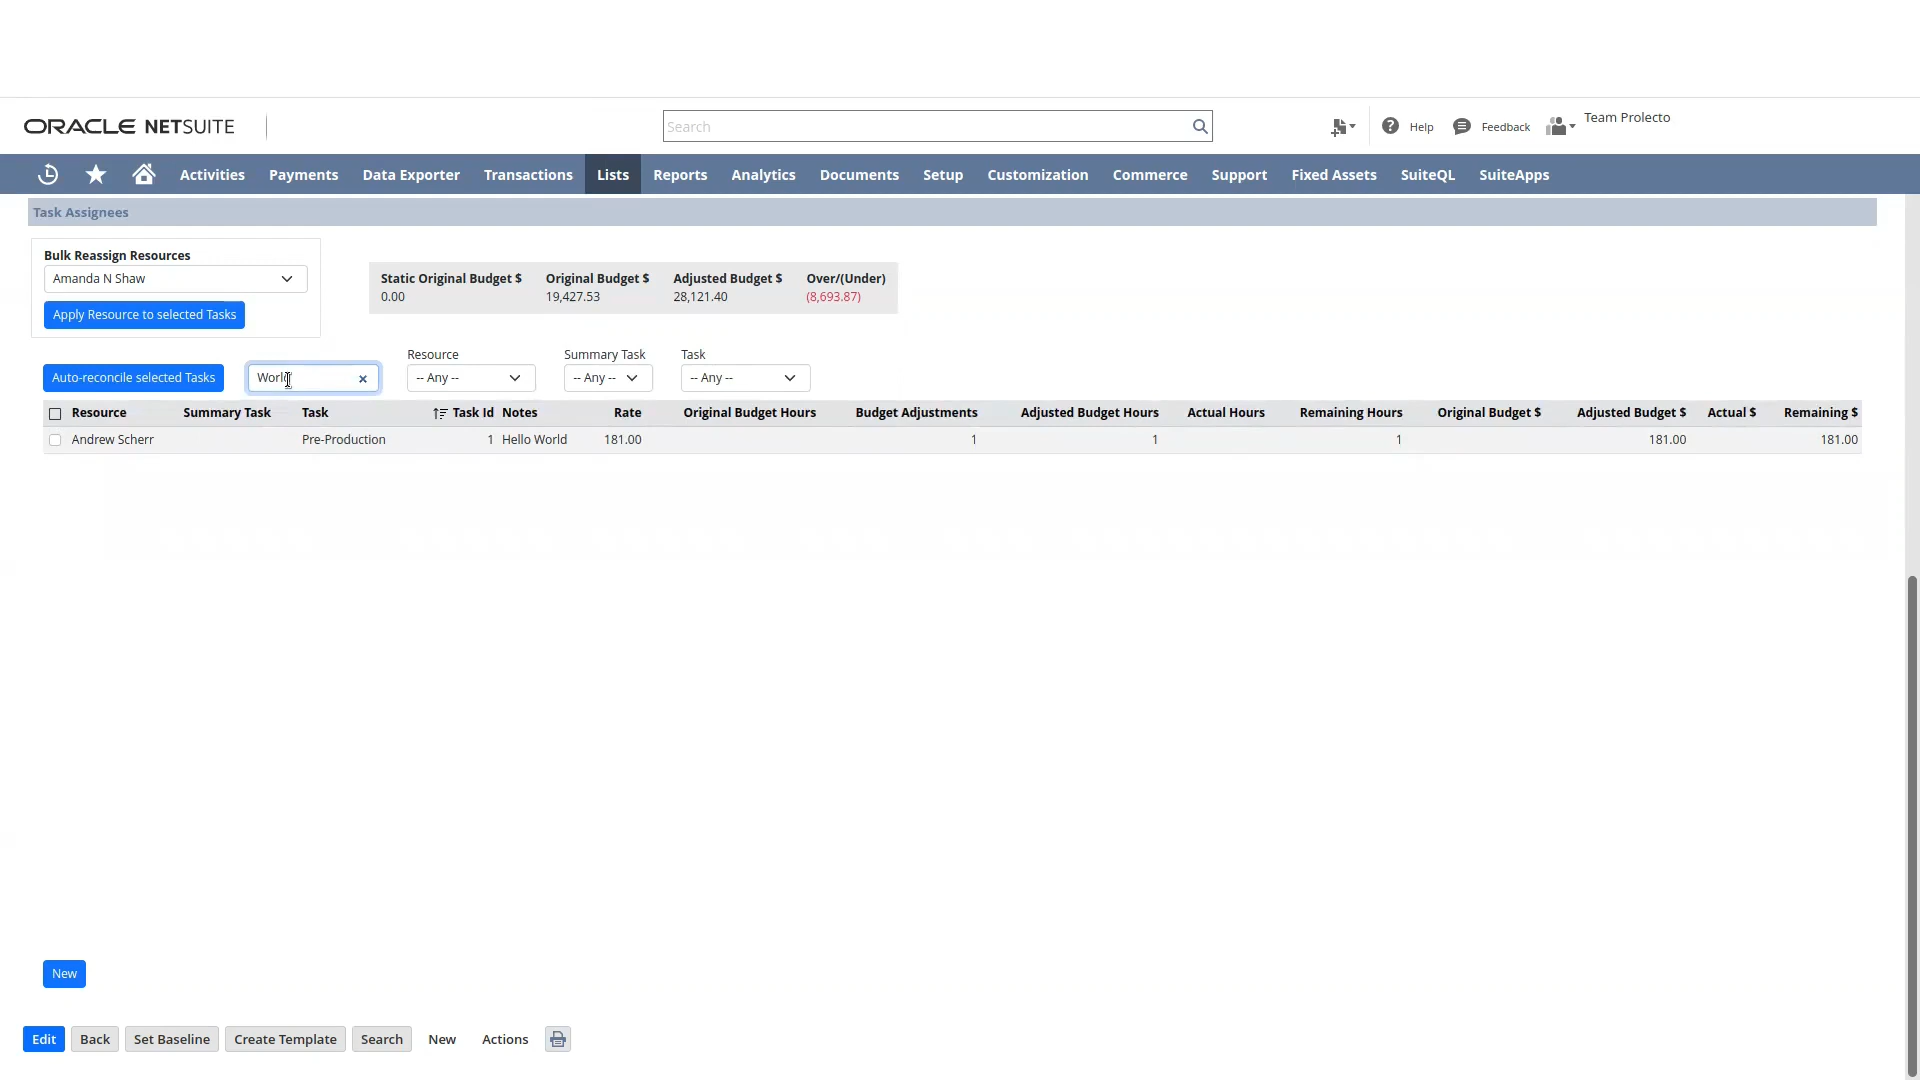 ORACLE NETSUITE
Search
Help
Feedback
Team Prolecto
Activities Payments Data Exporter Transactions Lists Reports Analytics Documents Setup Customization Commerce Support Fixed Assets SuiteQL SuiteApps
Task Assignees
Bulk Reassign Resources
Amanda N Shaw
Apply Resource to selected Tasks
Static Original Budget $ Original Budget $ Adjusted Budget $ Over/(Under)
0.00 19,427.53 28,121.40 (8,693.87)
Resource Summary Task Task
Auto-reconcile selected Tasks World -- Any -- -- Any -- -- Any --
Resource Summary Task Task Task Id Notes Rate Original Budget Hours Budget Adjustments Adjusted Budget Hours Actual Hours Remaining Hours Original Budget $ Adjusted Budget $ Actual $ Remaining $
Andrew Scherr Pre-Production 1 Hello World 181.00 1 1 1 181.00 181.00
New
Edit Back Set Baseline Create Template Search New Actions